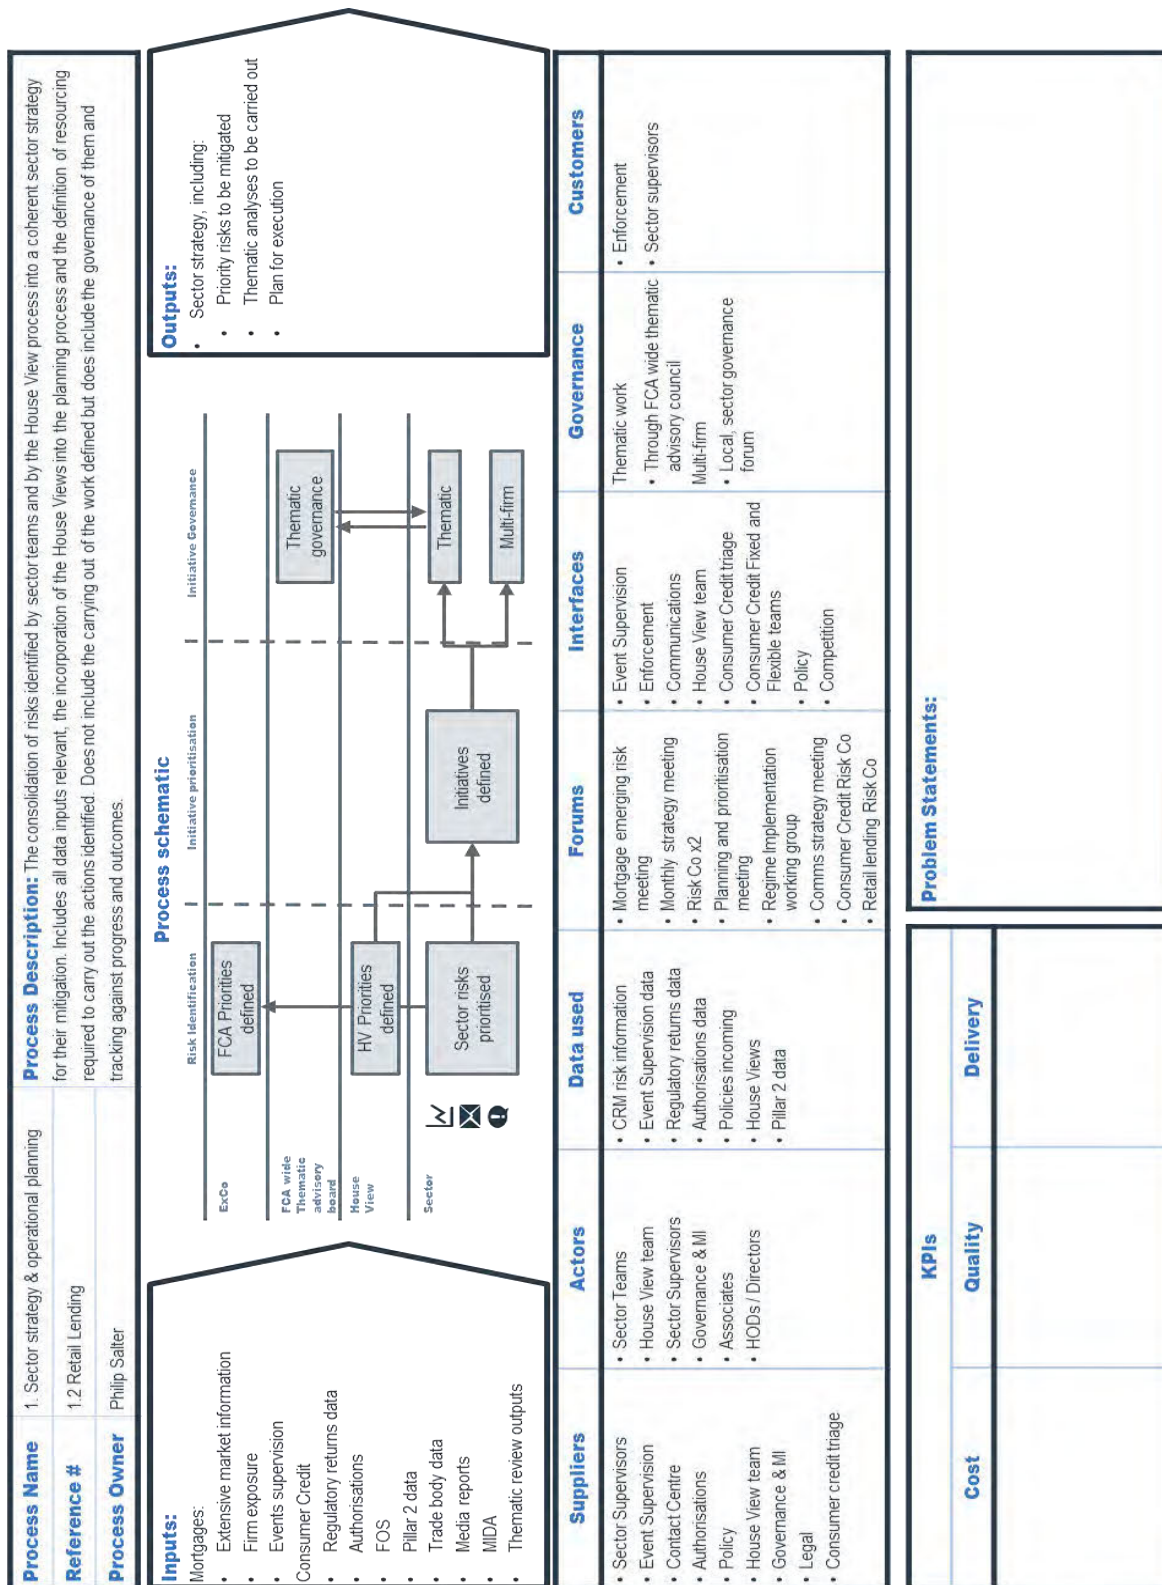 Process Name
1. Sector strategy & operational planning
Reference #
1.2 Retail Lending
Process Owner
Philip Salter
Process Description: The consolidation of risks identified by sector teams and by the House View process into a coherent sector strategy
for their mitigation. Includes all data inputs relevant, the incorporation of the House Views into the planning process and the definition of resourcing
required to carry out the actions identified. Does not include the carrying out of the work defined but does include the governance of them and
tracking against progress and outcomes.
Inputs:
Mortgages:
• Extensive market information
• Firm exposure
• Events supervision
Consumer Credit
• Regulatory returns data
• Authorisations
• FOS
• Pillar 2 data
• Trade body data
• Media reports
• MIDA
• Thematic review outputs
Process schematic
Risk Identification
Initiative prioritisation
Initiative Governance
ExCo
FCA Priorities
defined
FCA wide
Thematic
advisory
board
Thematic
governance
House
View
HV Priorities
defined
Sector
Sector risks
prioritised
Initiatives
defined
Thematic
Multi-firm
Outputs:
• Sector strategy, including:
• Priority risks to be mitigated
• Thematic analyses to be carried out
• Plan for execution
Suppliers
• Sector Supervisors
• Event Supervision
• Contact Centre
• Authorisations
• Policy
• House View team
• Governance & MI
• Legal
• Consumer credit triage
Actors
• Sector Teams
• House View team
• Sector Supervisors
• Governance & MI
• Associates
• HODs / Directors
Data used
• CRM risk information
• Event Supervision data
• Regulatory returns data
• Authorisations data
• Policies incoming
• House Views
• Pillar 2 data
Forums
• Mortgage emerging risk
meeting
• Monthly strategy meeting
• Risk Co x2
• Planning and prioritisation
meeting
• Regime Implementation
working group
• Comms strategy meeting
• Consumer Credit Risk Co
• Retail lending Risk Co
Interfaces
• Event Supervision
• Enforcement
• Communications
• House View team
• Consumer Credit triage
• Consumer Credit Fixed and
Flexible teams
• Policy
• Competition
Governance
Thematic work
• Through FCA wide thematic
advisory council
Multi-firm
• Local, sector governance
forum
Customers
• Enforcement
• Sector supervisors
KPIs
Cost
Quality
Delivery
Problem Statements: